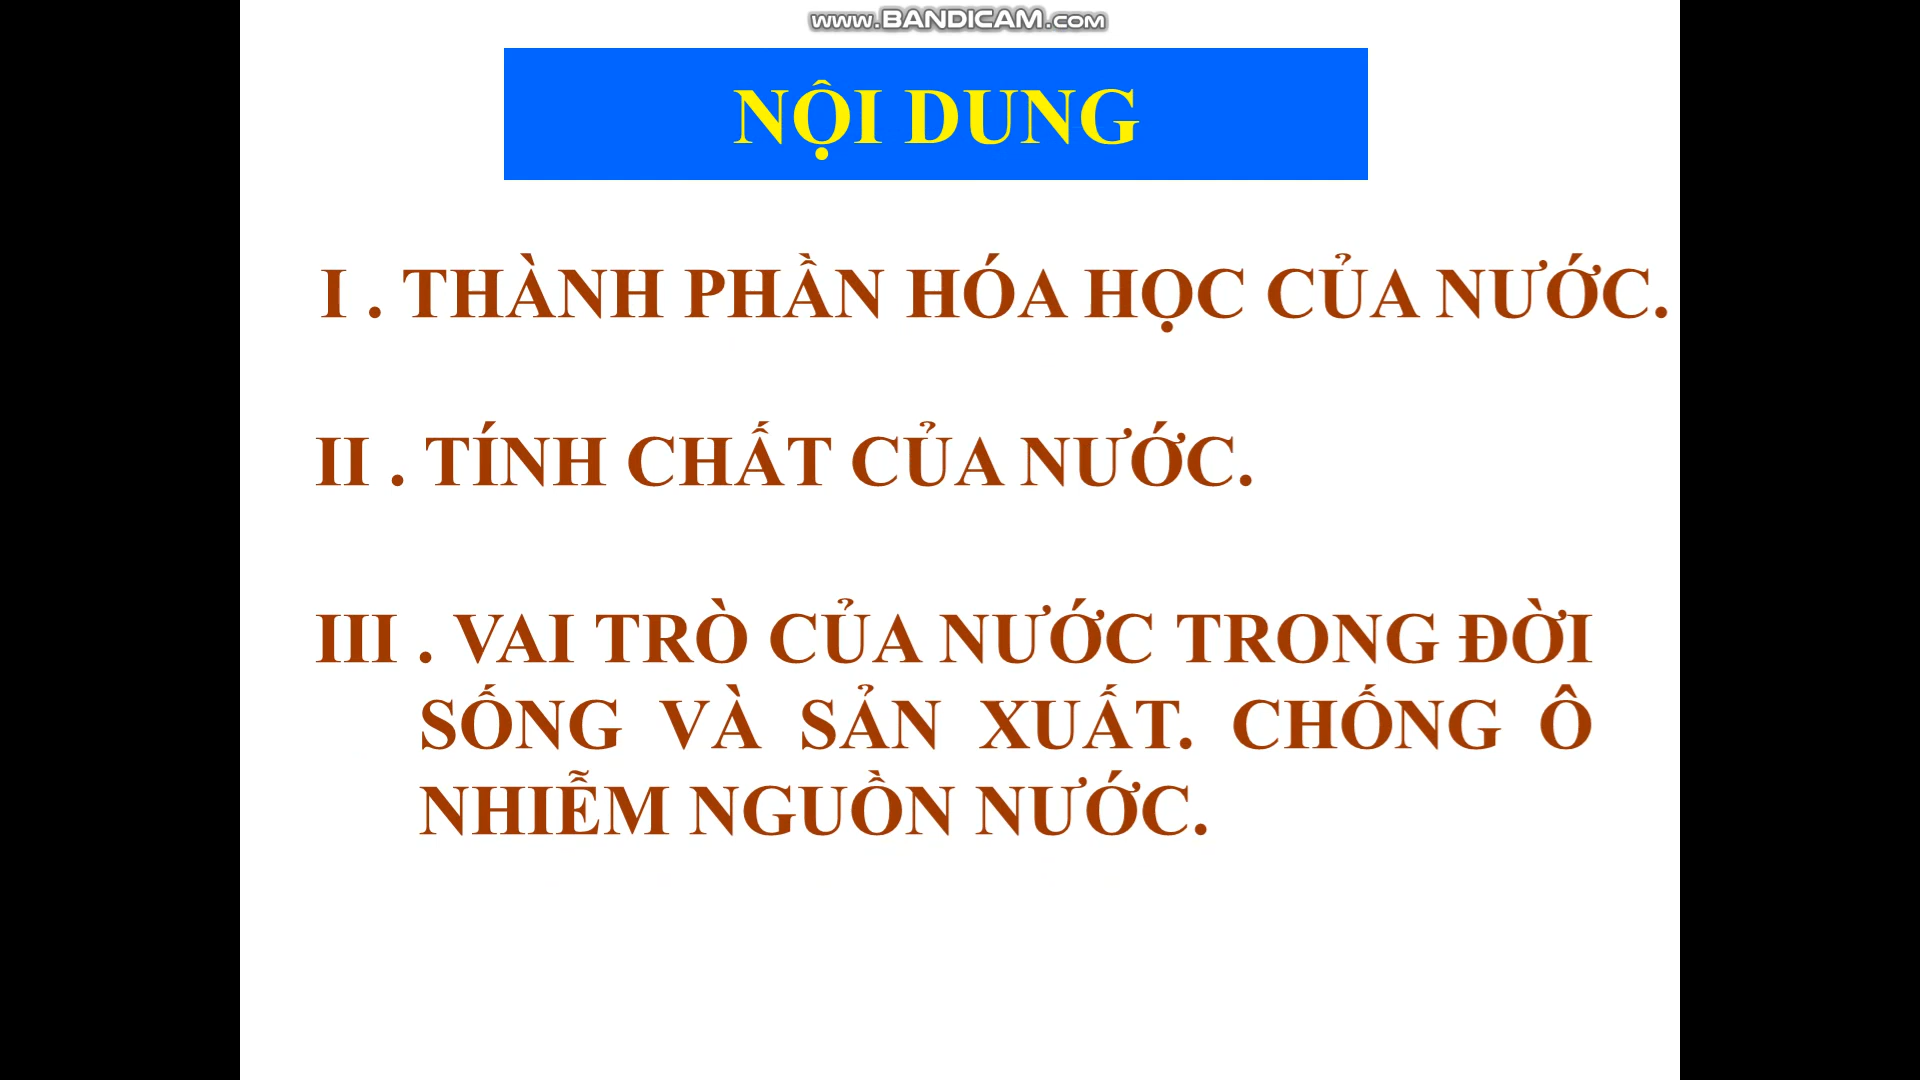 www.BANDICAM.com
NỘI DUNG
I . THÀNH PHẦN HÓA HỌC CỦA NƯỚC.
II . TÍNH CHẤT CỦA NƯỚC.
III . VAI TRÒ CỦA NƯỚC TRONG ĐỜI
SỐNG VÀ SẢN XUẤT. CHỐNG Ô
NHIỄM NGUỒN NƯỚC.